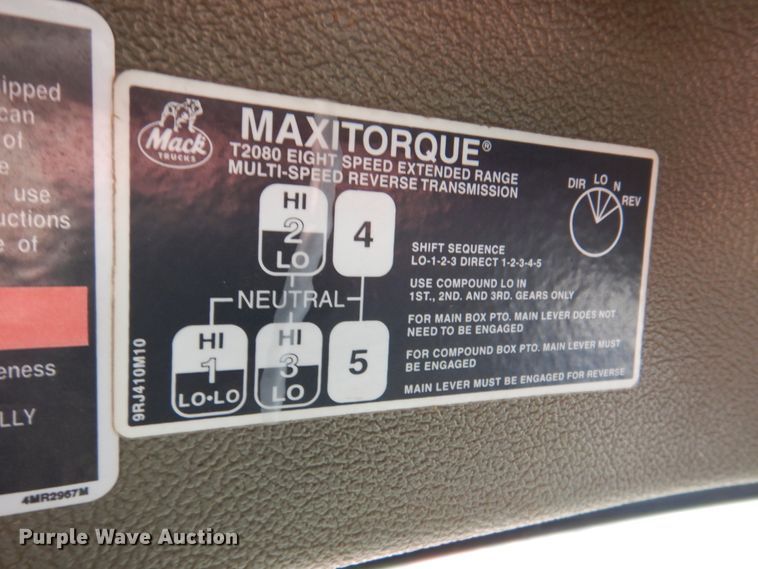 ipped
can
of
e
use
uctions
e of
eness
LLY
4MR2967M
Mack
TRUCKS
MAXITORQUE®
T2080 EIGHT SPEED EXTENDED RANGE
MULTI-SPEED REVERSE TRANSMISSION
DIR LO N REV
HI
2
LO
4
NEUTRAL
HI
1
LO•LO
HI
3
LO
5
SHIFT SEQUENCE
LO-1-2-3 DIRECT 1-2-3-4-5
USE COMPOUND LO IN
1ST., 2ND. AND 3RD. GEARS ONLY
FOR MAIN BOX PTO. MAIN LEVER DOES NOT
NEED TO BE ENGAGED
FOR COMPOUND BOX PTO. MAIN LEVER MUST
BE ENGAGED
MAIN LEVER MUST BE ENGAGED FOR REVERSE
9RJ410M10
Purple Wave Auction